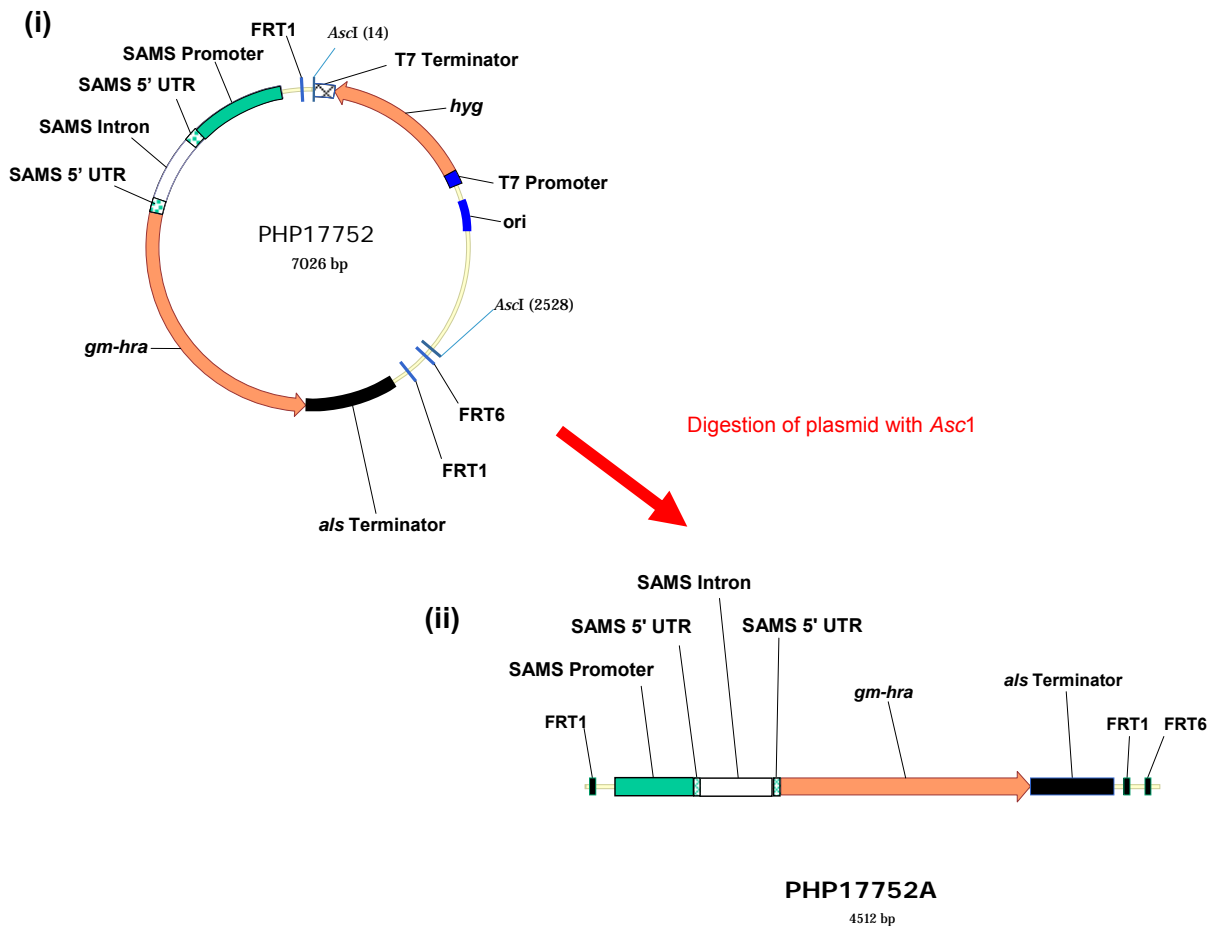 (i)
FRT1
AscI (14)
SAMS Promoter
T7 Terminator
SAMS 5’ UTR
hyg
SAMS Intron
SAMS 5’ UTR
T7 Promoter
ori
PHP17752
7026 bp
AscI (2528)
gm-hra
FRT6
FRT1
als Terminator
Digestion of plasmid with Asc1
(ii)
SAMS Intron
SAMS 5' UTR
SAMS 5' UTR
SAMS Promoter
gm-hra
als Terminator
FRT1
FRT1
FRT6
PHP17752A
4512 bp